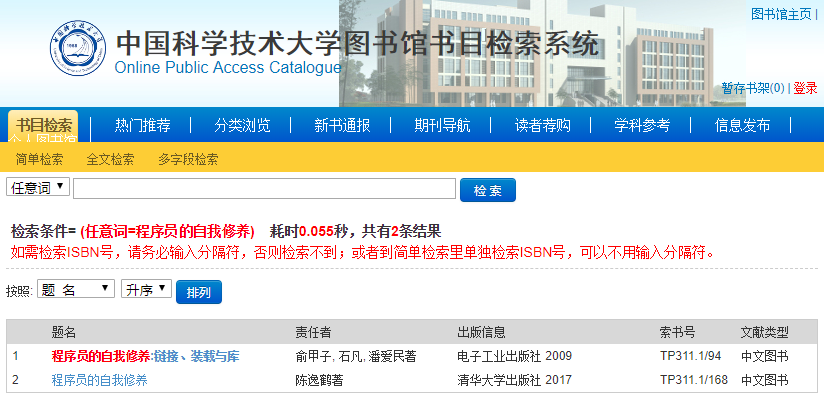 图书馆主页 |
中国科学技术大学图书馆书目检索系统
Online Public Access Catalogue
暂存书架(0) | 登录
书目检索 热门推荐 分类浏览 新书通报 期刊导航 读者荐购 学科参考 信息发布
个人图书馆
简单检索 全文检索 多字段检索
任意词 检 索
检索条件= (任意词=程序员的自我修养) 耗时0.055秒，共有2条结果
如需检索ISBN号，请务必输入分隔符，否则检索不到；或者到简单检索里单独检索ISBN号，可以不用输入分隔符。
按照: 题 名 升序 排列
题名 责任者 出版信息 索书号 文献类型
1 程序员的自我修养:链接、装载与库 俞甲子, 石凡, 潘爱民著 电子工业出版社 2009 TP311.1/94 中文图书
2 程序员的自我修养 陈逸鹤著 清华大学出版社 2017 TP311.1/168 中文图书